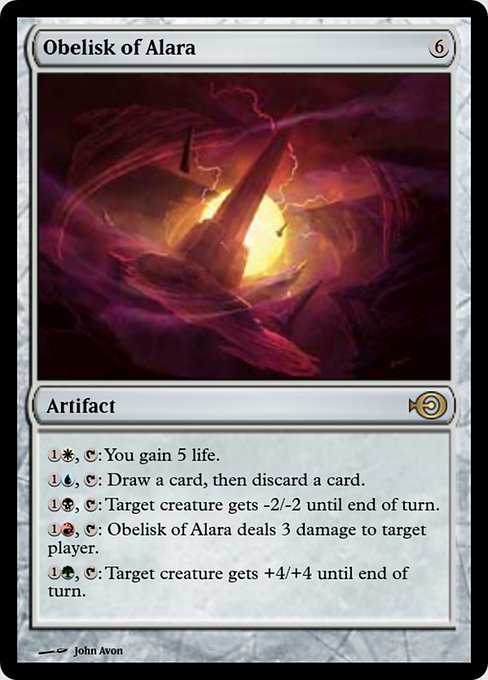 Obelisk of Alara 6
Artifact
1, : You gain 5 life.
1, : Draw a card, then discard a card.
1, : Target creature gets -2/-2 until end of turn.
1, : Obelisk of Alara deals 3 damage to target
player.
1, : Target creature gets +4/+4 until end of
turn.
John Avon